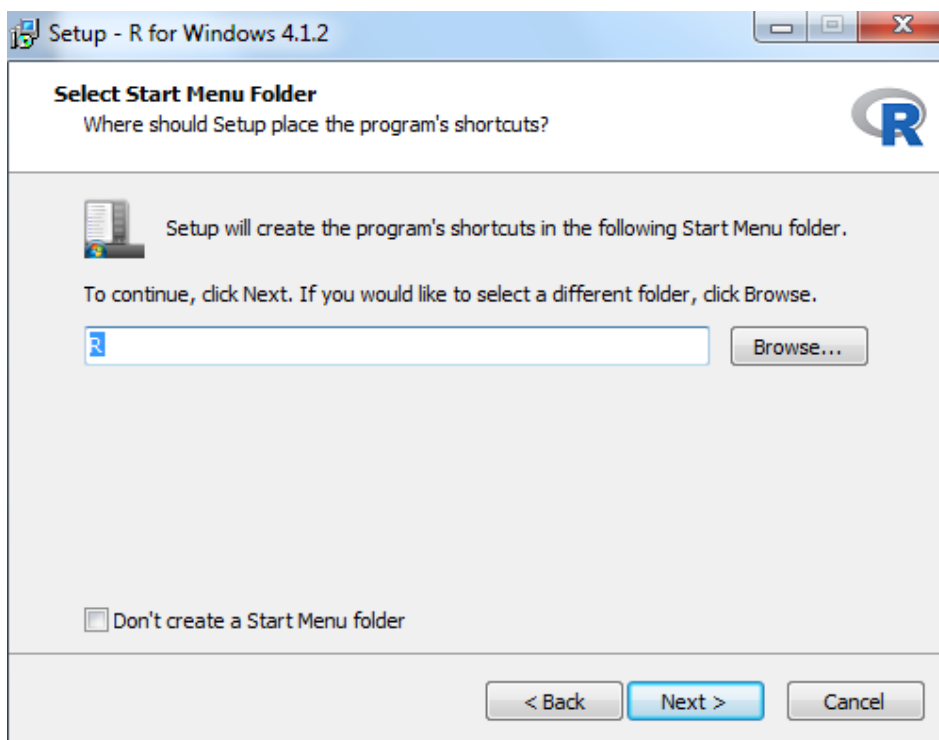 Setup - R for Windows 4.1.2
Select Start Menu Folder
Where should Setup place the program's shortcuts?
R
Setup will create the program's shortcuts in the following Start Menu folder.
To continue, click Next. If you would like to select a different folder, click Browse.
R
Browse...
Don't create a Start Menu folder
< Back
Next >
Cancel